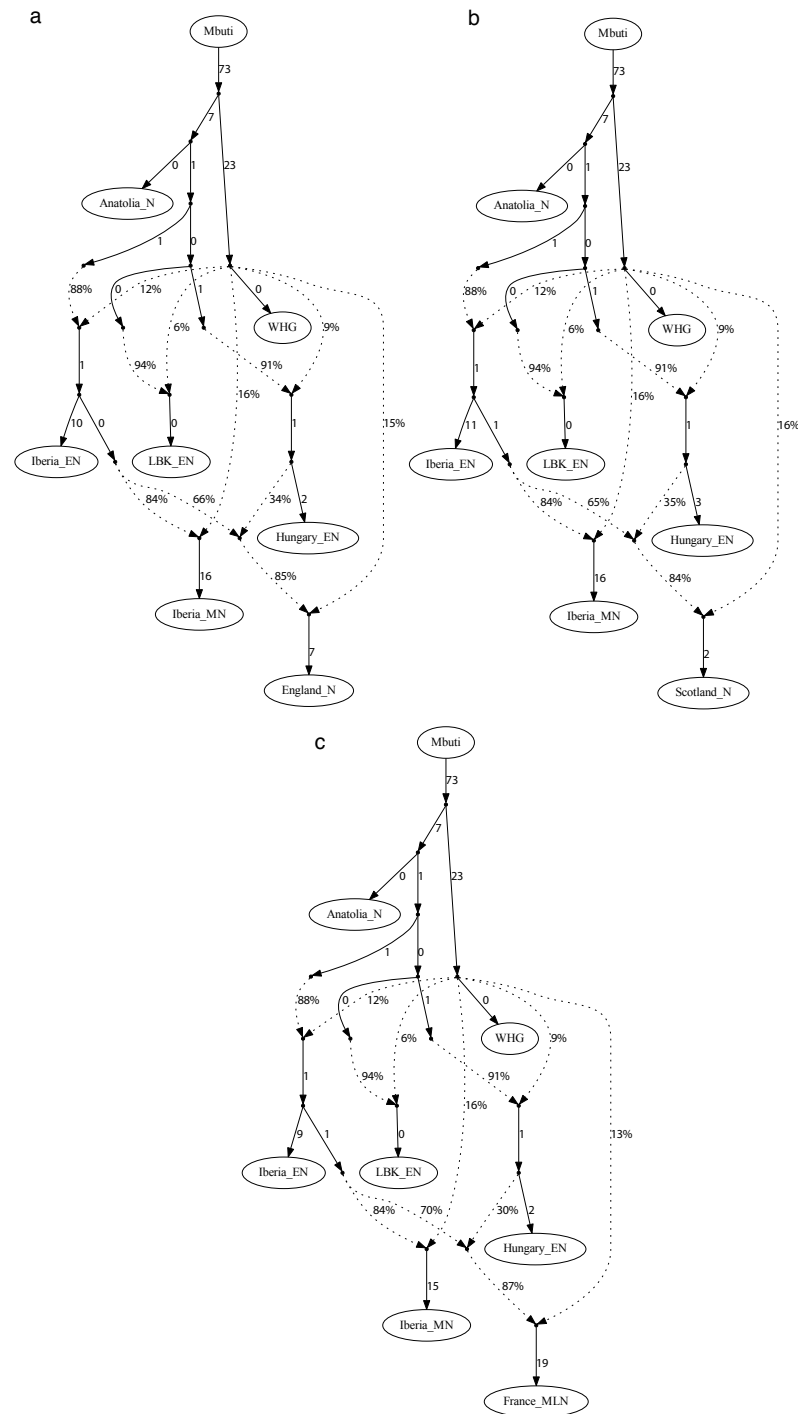 a
Mbuti
73
7
0 1 23
Anatolia_N
1 0
88% 0 12% 1 0
6% WHG 9%
1 94% 91%
16%
10 0 0 1 15%
Iberia_EN LBK_EN
84% 66% 34% 2
Hungary_EN
16 85%
Iberia_MN
7
England_N
b
Mbuti
73
7
0 1 23
Anatolia_N
1 0
88% 0 12% 1 0
6% WHG 9%
1 94% 91%
16%
11 1 0 1 16%
Iberia_EN LBK_EN
84% 65% 35% 3
Hungary_EN
16 84%
Iberia_MN
2
Scotland_N
c
Mbuti
73
7
0 1 23
Anatolia_N
1 0
88% 0 12% 1 0
6% WHG 9%
1 94% 91%
16%
9 1 0 1 13%
Iberia_EN LBK_EN
84% 70% 30% 2
Hungary_EN
15 87%
Iberia_MN
19
France_MLN